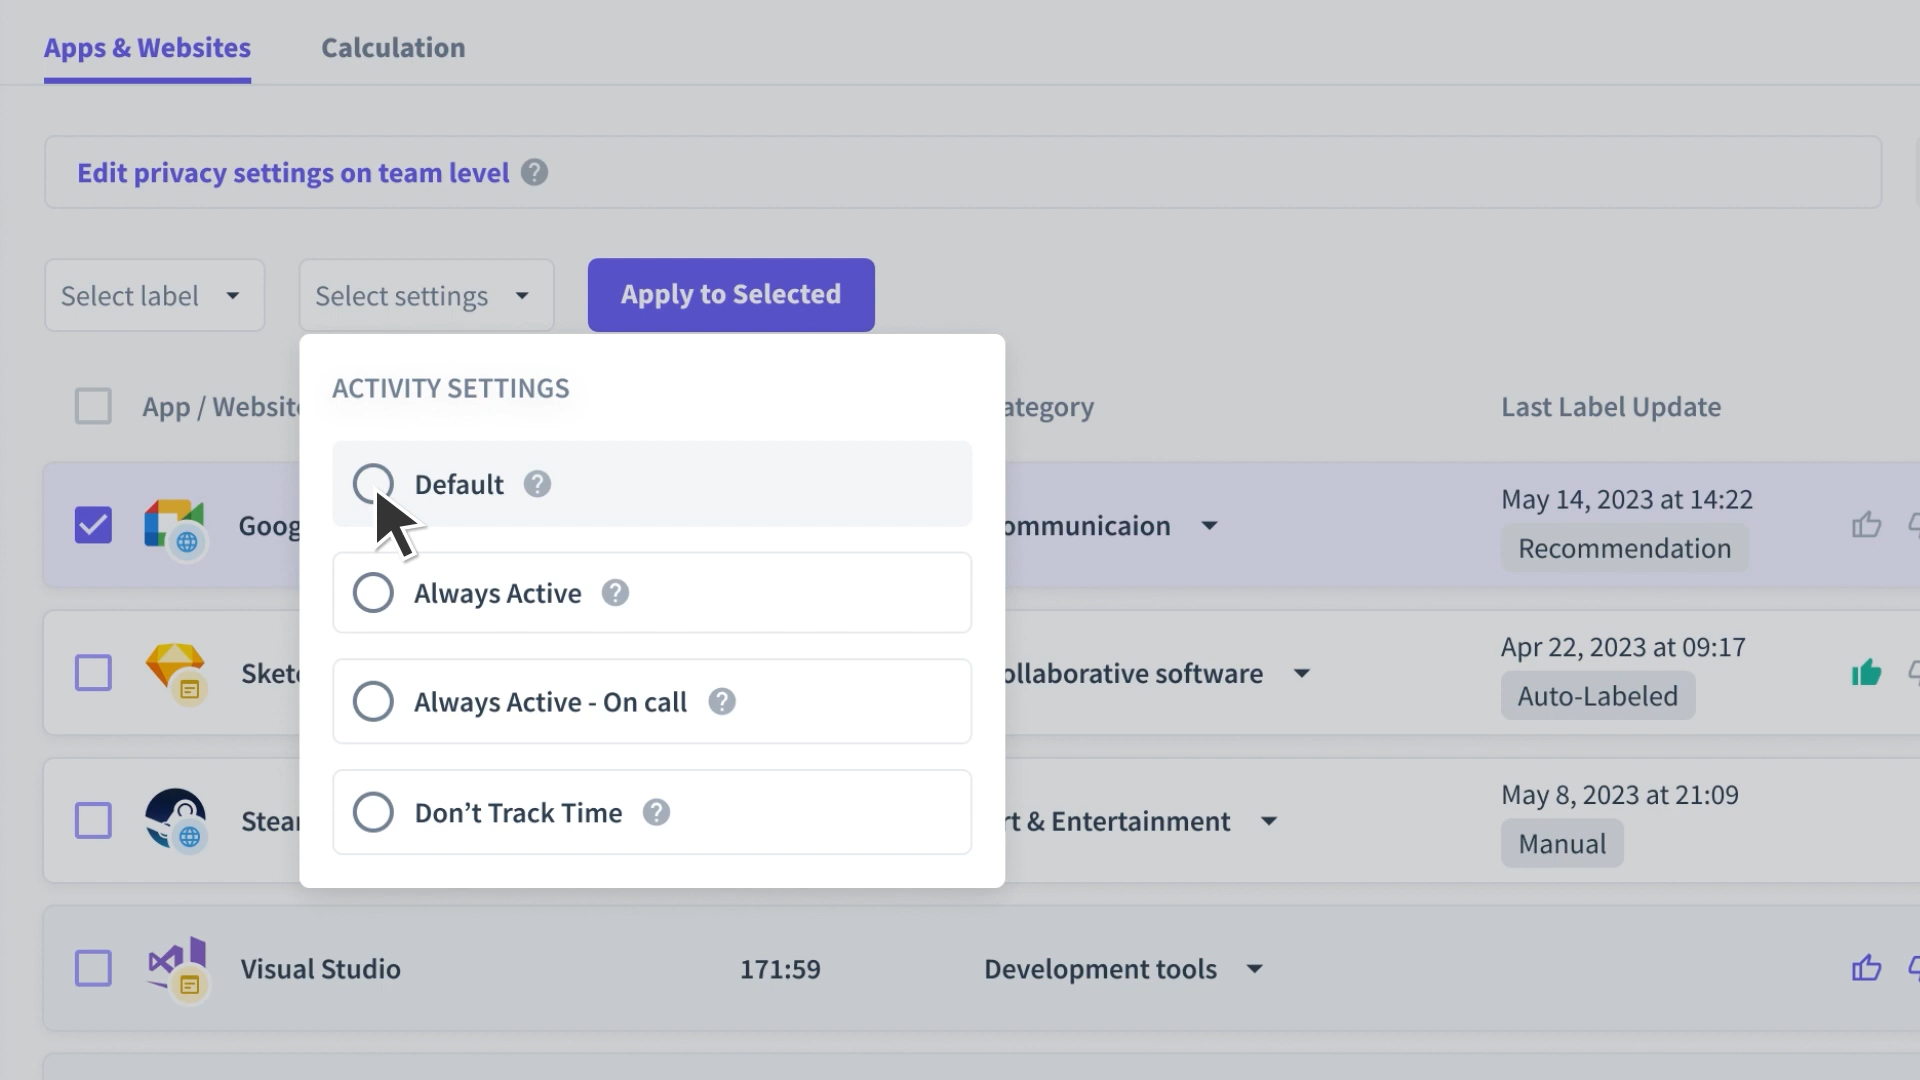 Apps & Websites Calculation
Edit privacy settings on team level ?
Select label Select settings Apply to Selected
ACTIVITY SETTINGS
App / Website ategory Last Label Update
Default ?
Goog ommunicaion May 14, 2023 at 14:22
Recommendation
Always Active ?
Sketc ollaborative software Apr 22, 2023 at 09:17
Auto-Labeled
Always Active - On call ?
Stear rt & Entertainment May 8, 2023 at 21:09
Manual
Don’t Track Time ?
Visual Studio 171:59 Development tools